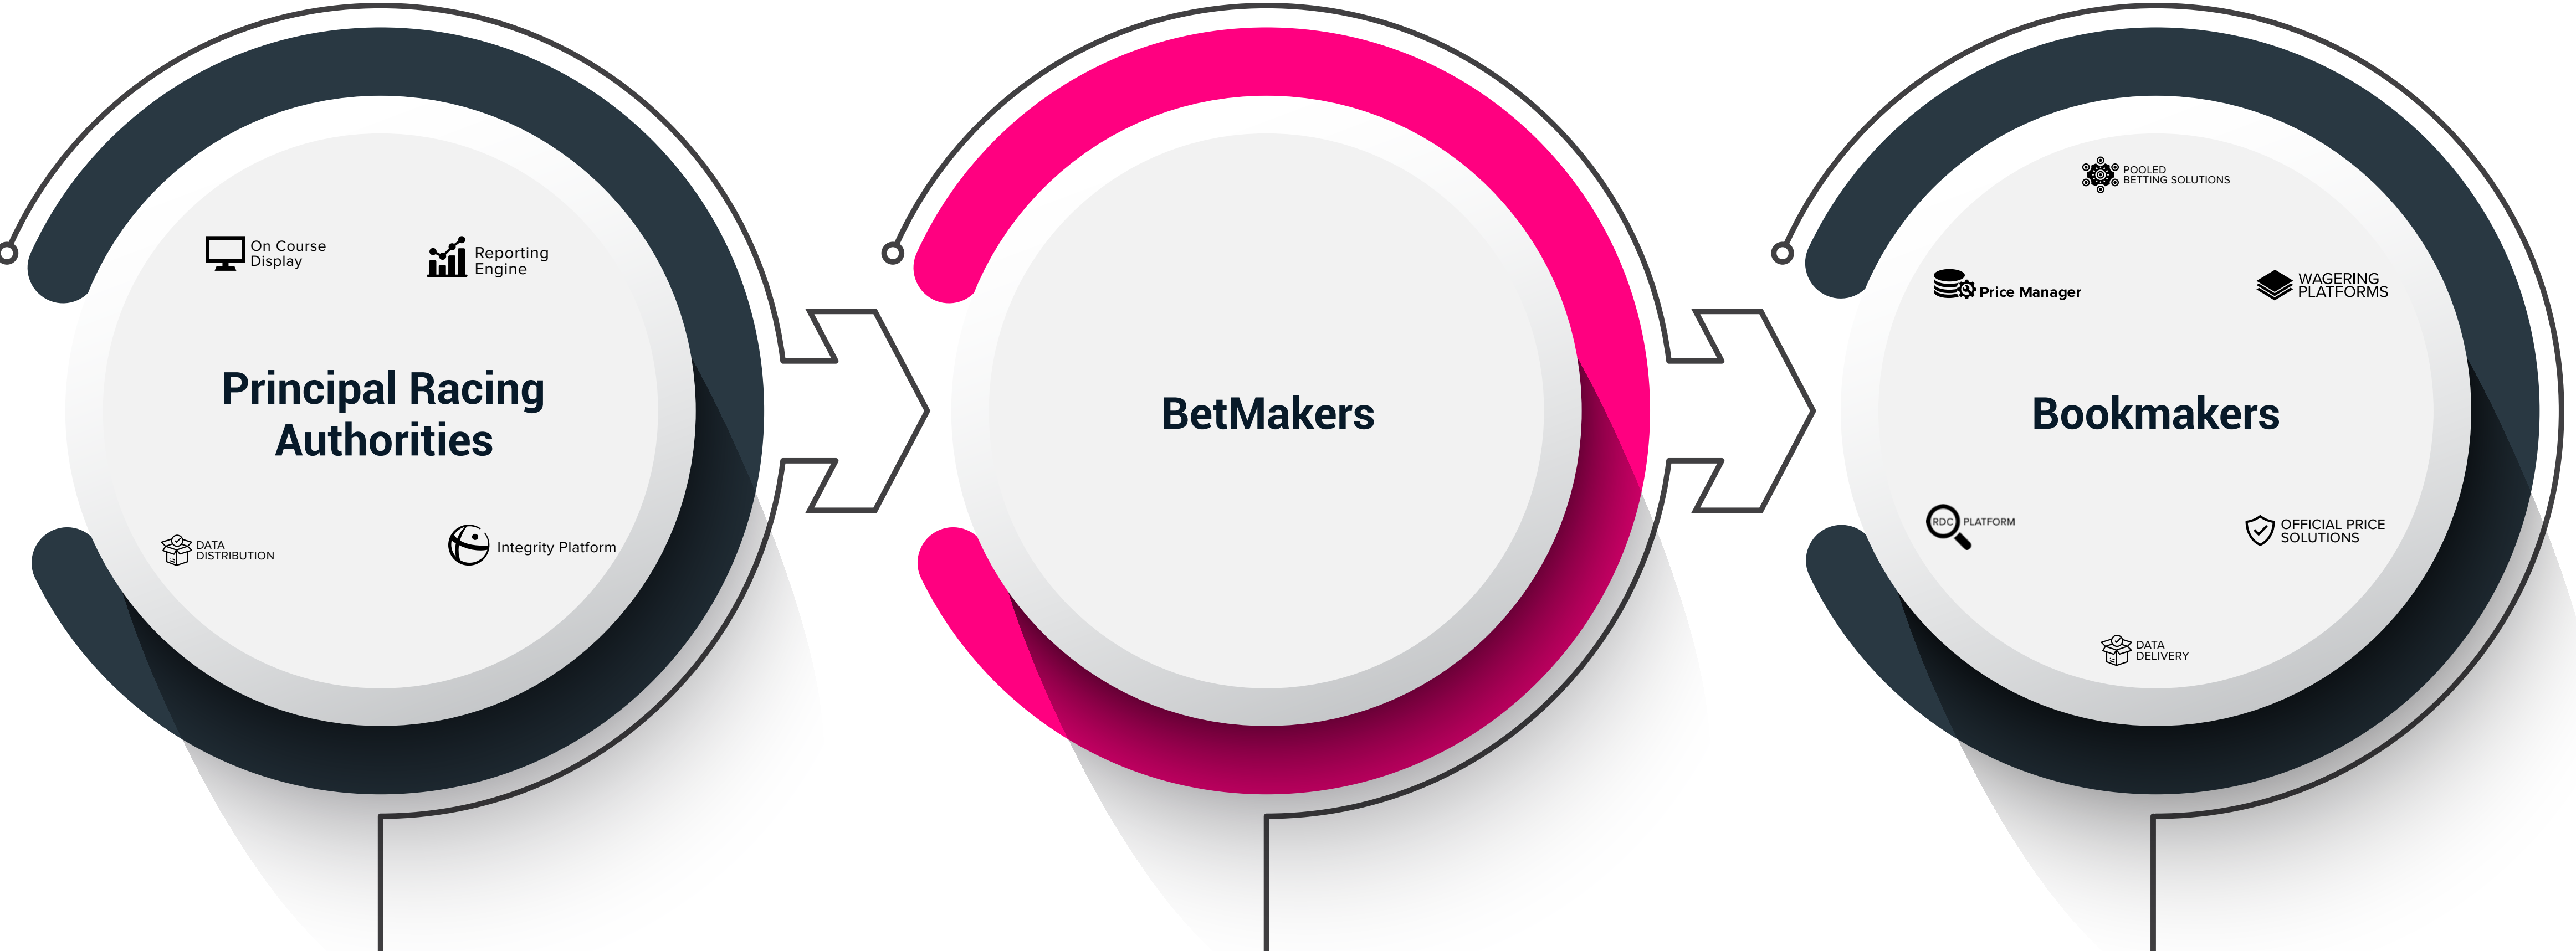 On Course
Display
Reporting
Engine
Principal Racing
Authorities
DATA
DISTRIBUTION
Integrity Platform
BetMakers
POOLED
BETTING SOLUTIONS
Price Manager
WAGERING
PLATFORMS
Bookmakers
RDC PLATFORM
OFFICIAL PRICE
SOLUTIONS
DATA
DELIVERY